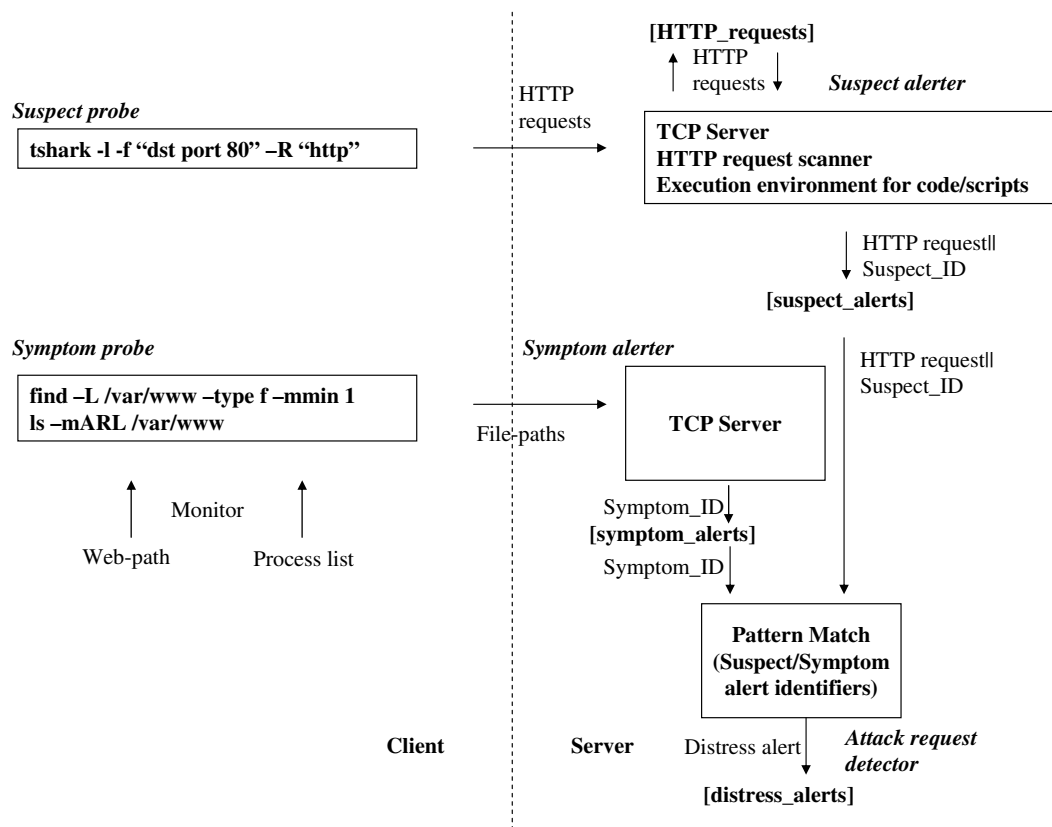 [HTTP_requests]
HTTP
requests
Suspect alerter
Suspect probe
HTTP
requests
tshark -l -f “dst port 80” –R “http”
TCP Server
HTTP request scanner
Execution environment for code/scripts
HTTP request||
Suspect_ID
[suspect_alerts]
Symptom probe
Symptom alerter
HTTP request||
Suspect_ID
find –L /var/www –type f –mmin 1
ls –mARL /var/www
File-paths
TCP Server
Monitor
Web-path
Process list
Symptom_ID
[symptom_alerts]
Symptom_ID
Pattern Match
(Suspect/Symptom
alert identifiers)
Client
Server
Distress alert
Attack request
detector
[distress_alerts]